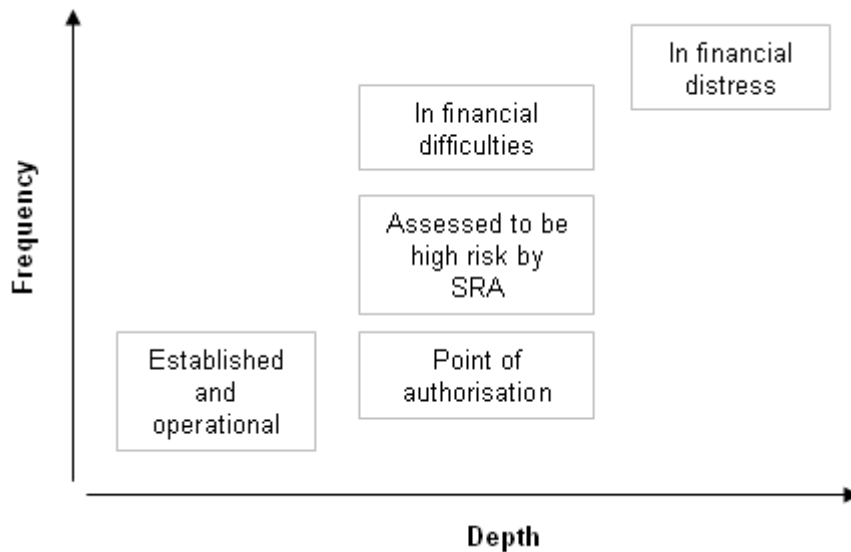 In financial
distress
In financial
difficulties
Assessed to be
high risk by
SRA
Frequency
Established
and
operational
Point of
authorisation
Depth